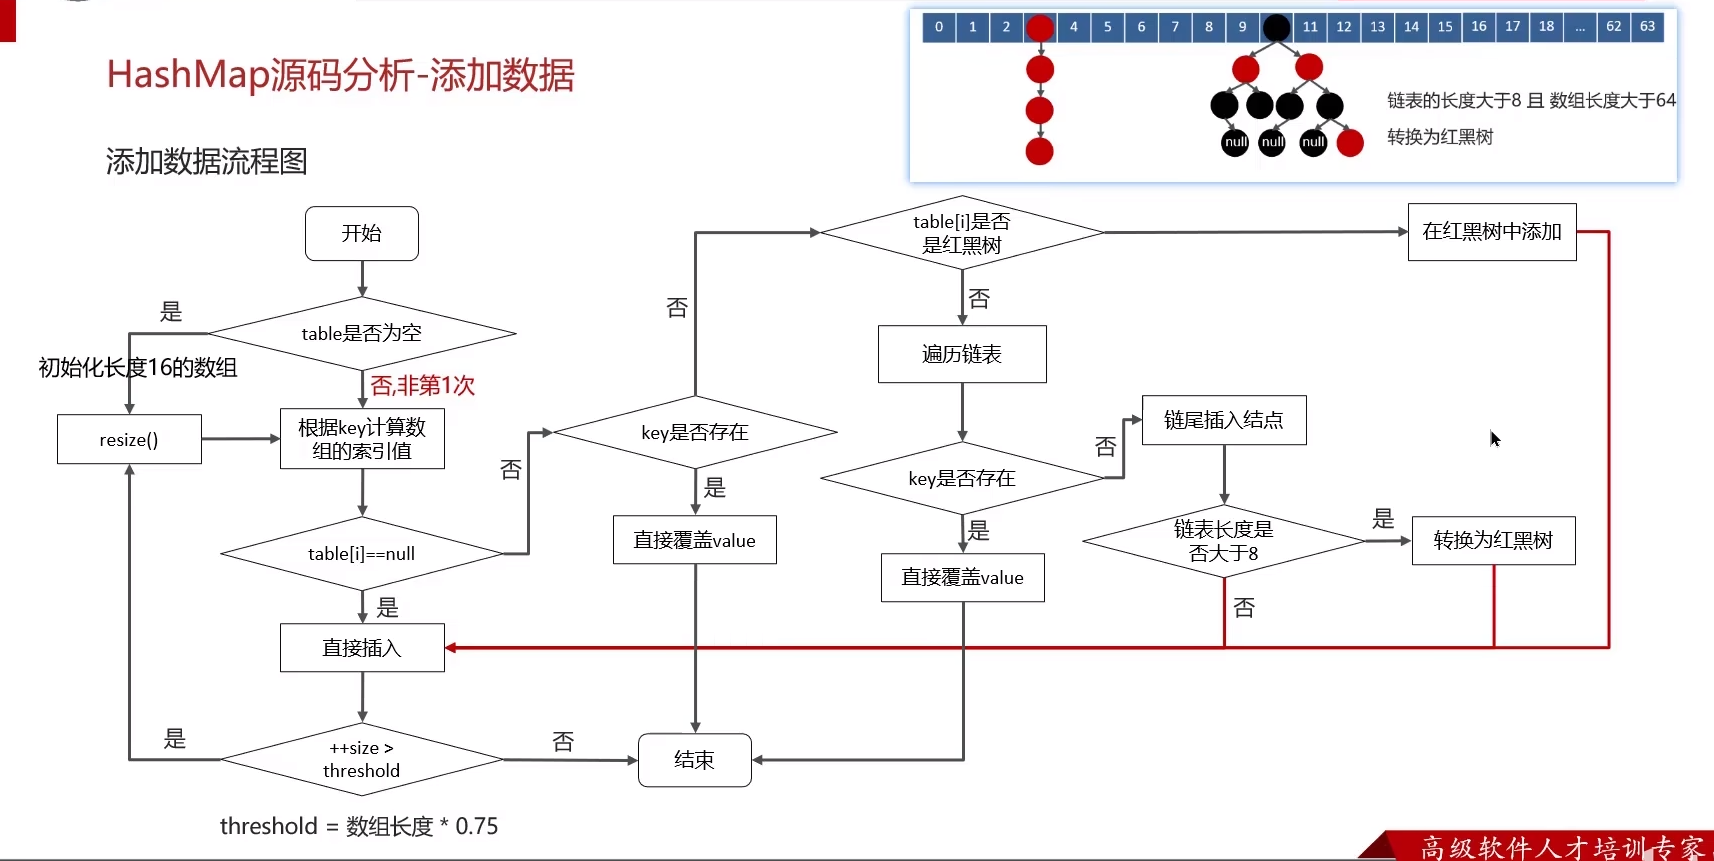 HashMap源码分析-添加数据
添加数据流程图
0 1 2 4 5 6 7 8 9 11 12 13 14 15 16 17 18 ... 62 63
链表的长度大于8 且 数组长度大于64
转换为红黑树
null null null
开始
table是否为空
是
初始化长度16的数组
否,非第1次
resize()
根据key计算数
组的索引值
table[i]==null
否
是
直接插入
++size >
threshold
是
否
threshold = 数组长度 * 0.75
key是否存在
否
是
直接覆盖value
结束
table[i]是否
是红黑树
在红黑树中添加
否
遍历链表
key是否存在
否
是
直接覆盖value
链尾插入结点
链表长度是
否大于8
是
否
转换为红黑树
高级软件人才培训专家